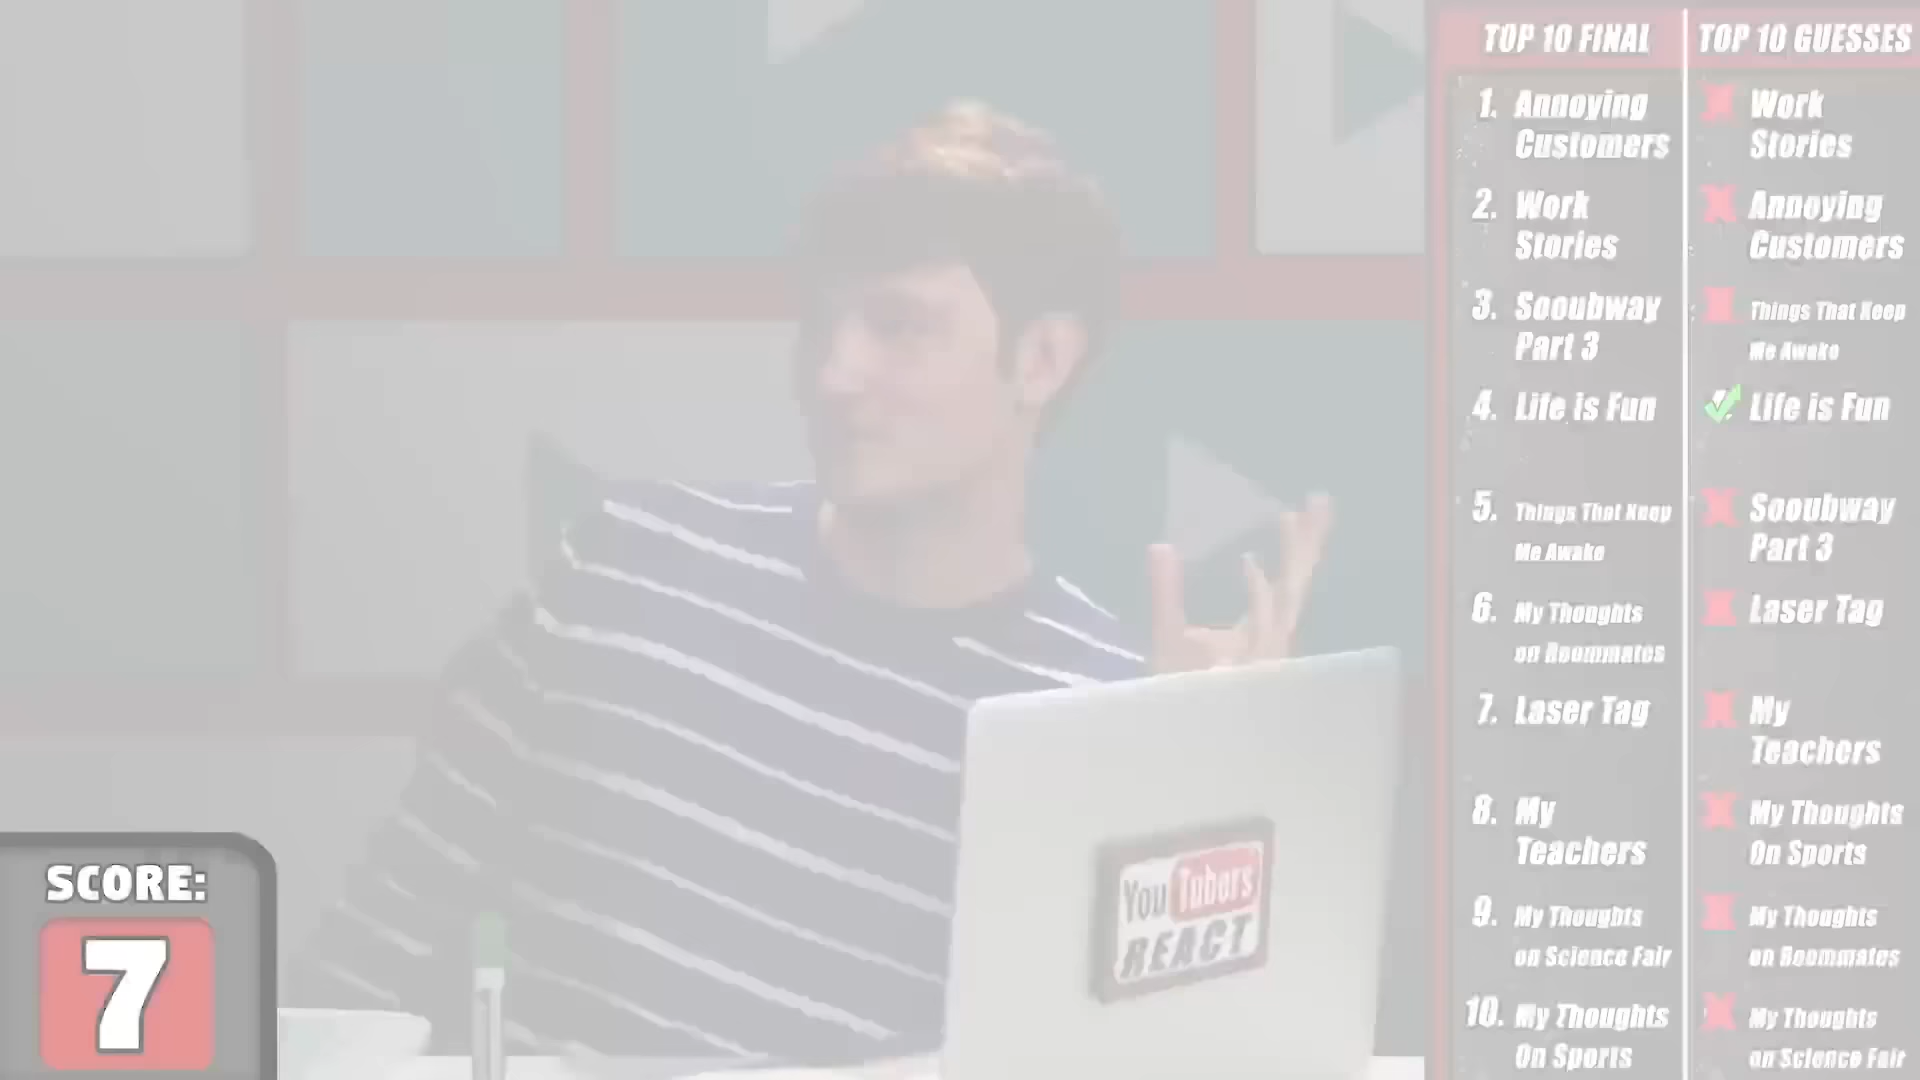 TOP 10 FINAL
1. Annoying
Customers
2. Work
Stories
3. Sooubway
Part 3
4. Life is Fun
5. Things That Keep
Me Awake
6. My Thoughts
on Roommates
7. Laser Tag
8. My
Teachers
9. My Thoughts
on Science Fair
10. My Thoughts
On Sports
TOP 10 GUESSES
Work
Stories
Annoying
Customers
Things That Keep
Me Awake
Life is Fun
Sooubway
Part 3
Laser Tag
My
Teachers
My Thoughts
On Sports
My Thoughts
on Roommates
My Thoughts
on Science Fair
SCORE:
7
YouTubers
REACT